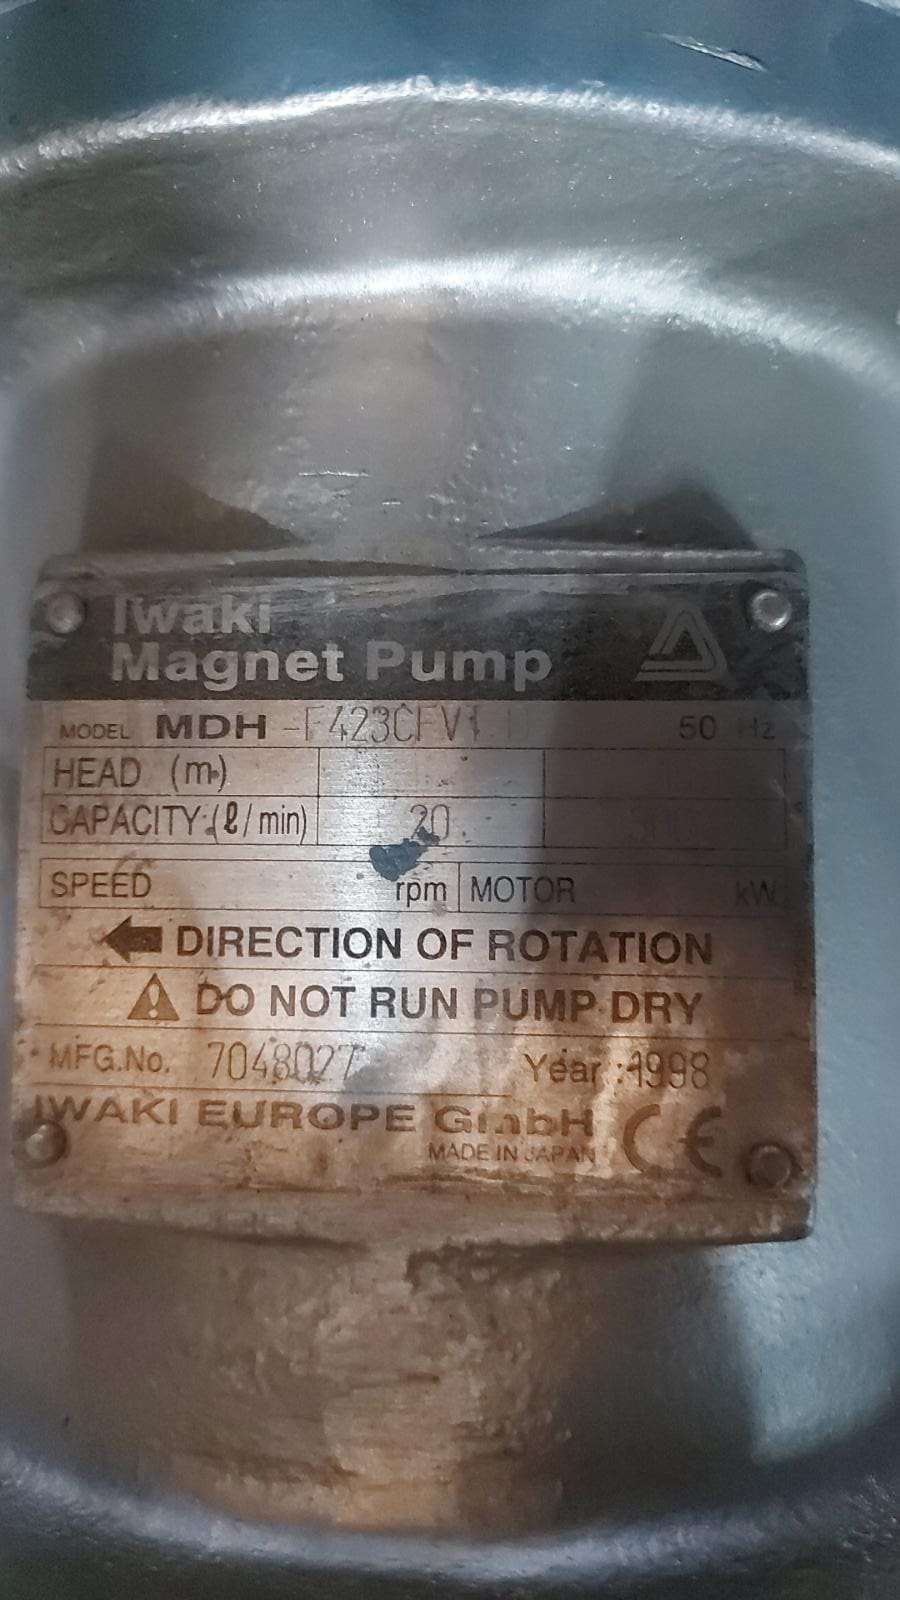 Iwaki
Magnet Pump
MODEL MDH 50 Hz
HEAD (m)
CAPACITY (ℓ/min) 20
SPEED rpm MOTOR kW
DIRECTION OF ROTATION
DO NOT RUN PUMP DRY
MFG.No. 7048027 Year :1998
IWAKI EUROPE GmbH CE
MADE IN JAPAN